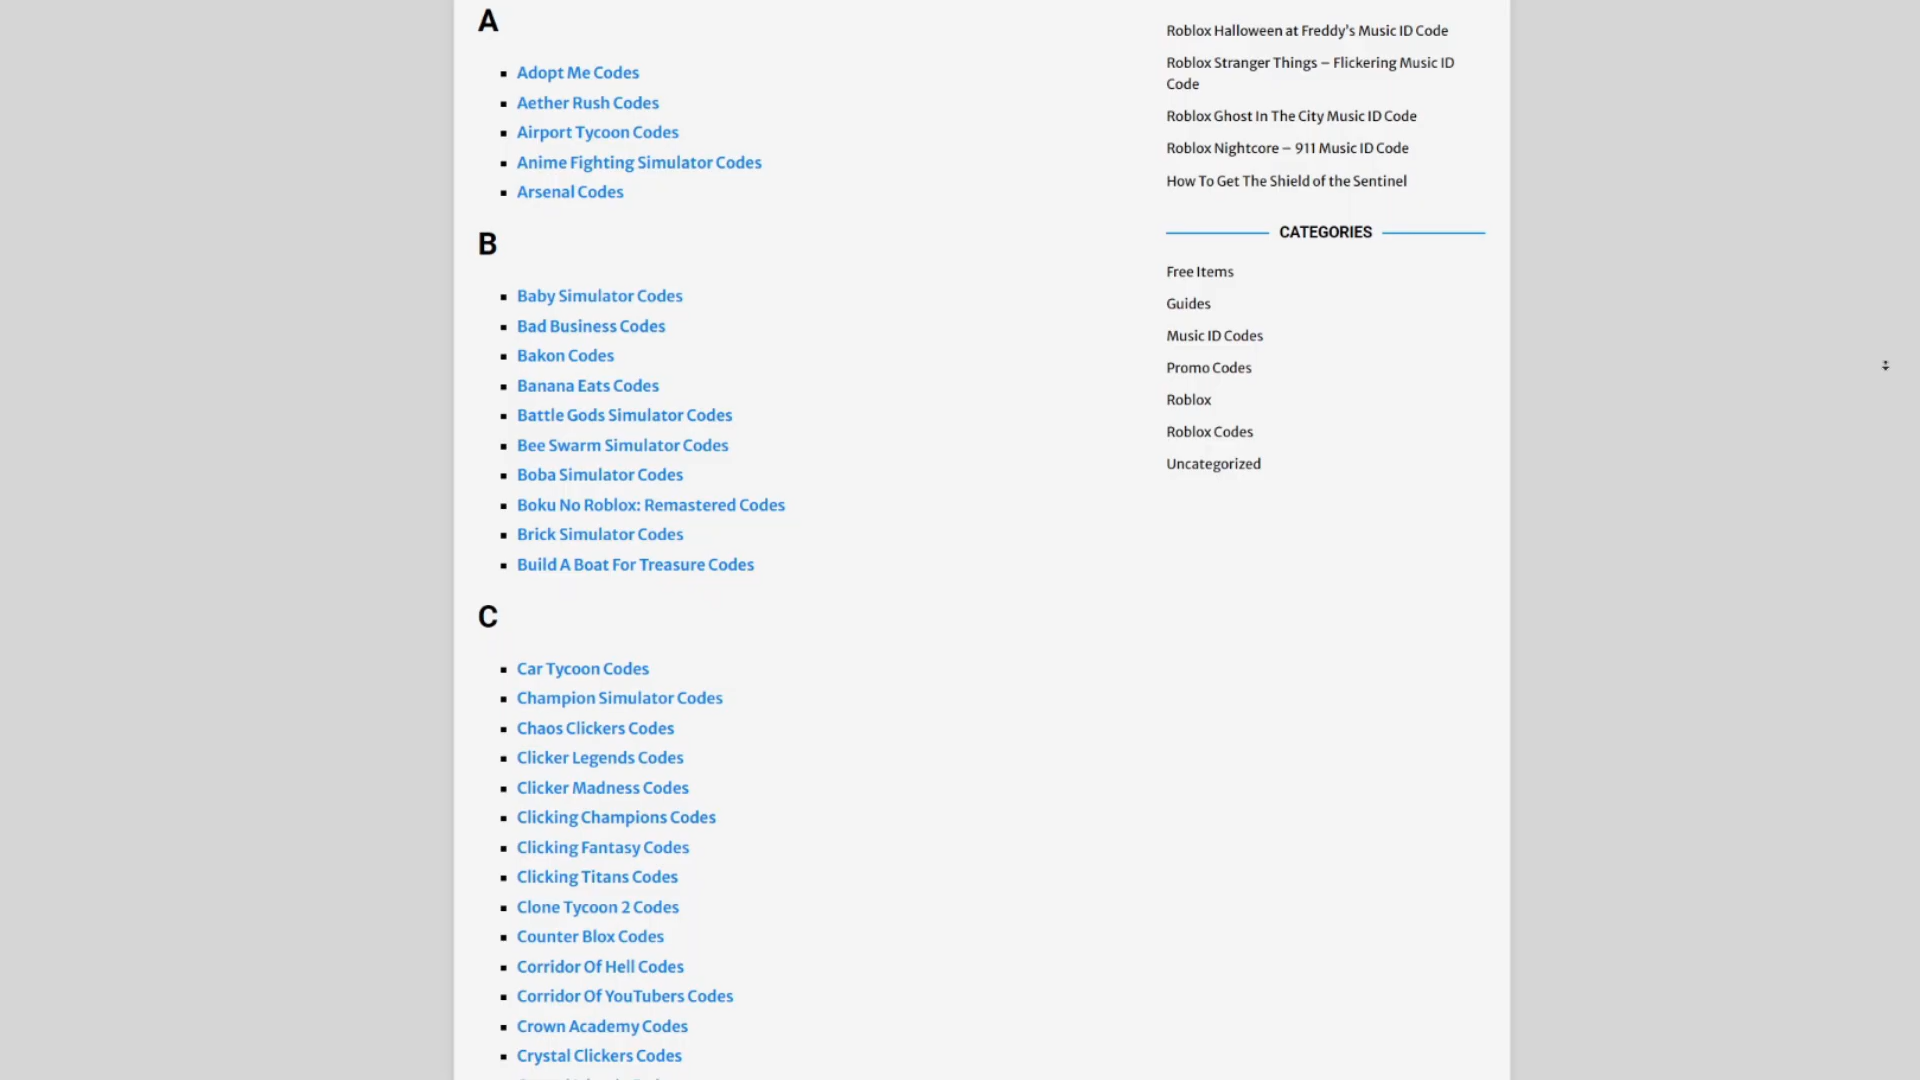 A
Adopt Me Codes
Aether Rush Codes
Airport Tycoon Codes
Anime Fighting Simulator Codes
Arsenal Codes
B
Baby Simulator Codes
Bad Business Codes
Bakon Codes
Banana Eats Codes
Battle Gods Simulator Codes
Bee Swarm Simulator Codes
Boba Simulator Codes
Boku No Roblox: Remastered Codes
Brick Simulator Codes
Build A Boat For Treasure Codes
C
Car Tycoon Codes
Champion Simulator Codes
Chaos Clickers Codes
Clicker Legends Codes
Clicker Madness Codes
Clicking Champions Codes
Clicking Fantasy Codes
Clicking Titans Codes
Clone Tycoon 2 Codes
Counter Blox Codes
Corridor Of Hell Codes
Corridor Of YouTubers Codes
Crown Academy Codes
Crystal Clickers Codes
Roblox Halloween at Freddy’s Music ID Code
Roblox Stranger Things – Flickering Music ID
Code
Roblox Ghost In The City Music ID Code
Roblox Nightcore – 911 Music ID Code
How To Get The Shield of the Sentinel
CATEGORIES
Free Items
Guides
Music ID Codes
Promo Codes
Roblox
Roblox Codes
Uncategorized